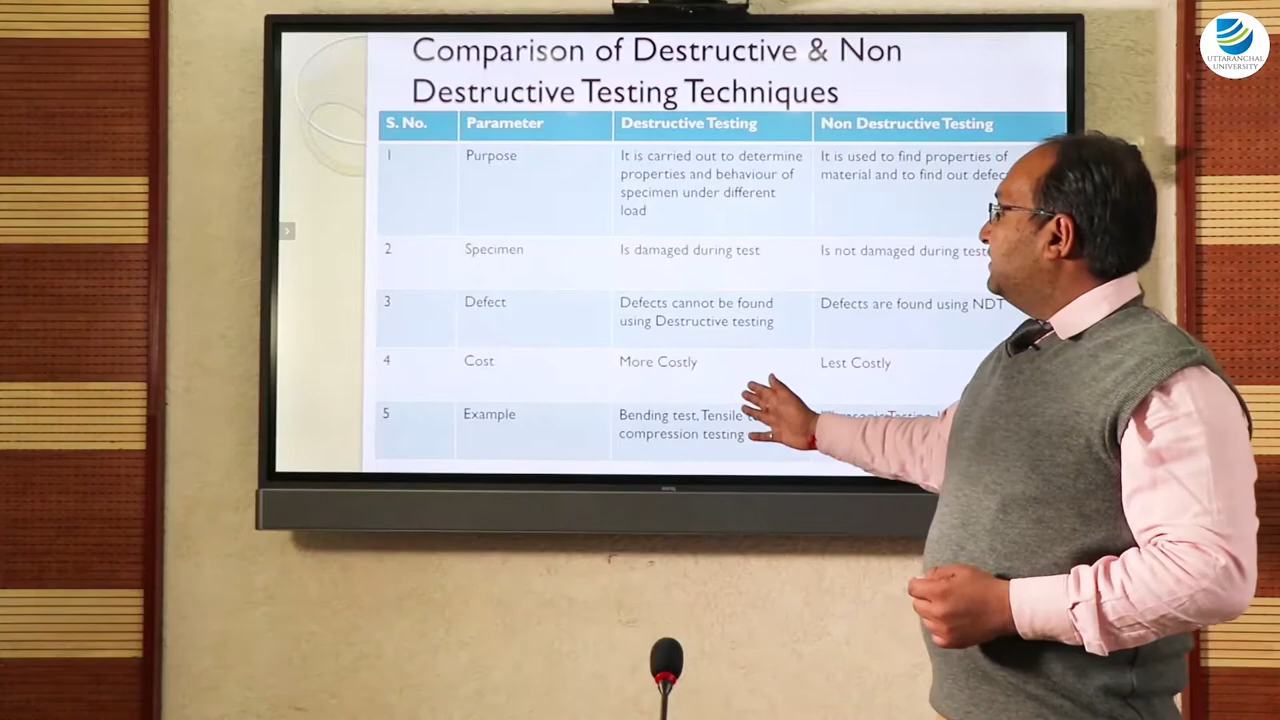 UTTARANCHAL
UNIVERSITY
Comparison of Destructive & Non
Destructive Testing Techniques
S. No. Parameter Destructive Testing Non Destructive Testing
1 Purpose It is carried out to determine It is used to find properties of
properties and behaviour of material and to find out
specimen under different
load
2 Specimen Is damaged during test Is not damaged during
3 Defect Defects cannot be found Defects are found using NDT
using Destructive testing
4 Cost More Costly Lest Costly
5 Example Bending test, Tensile
compression testing